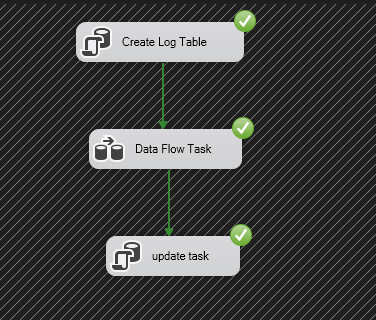 Create Log Table
Data Flow Task
update task